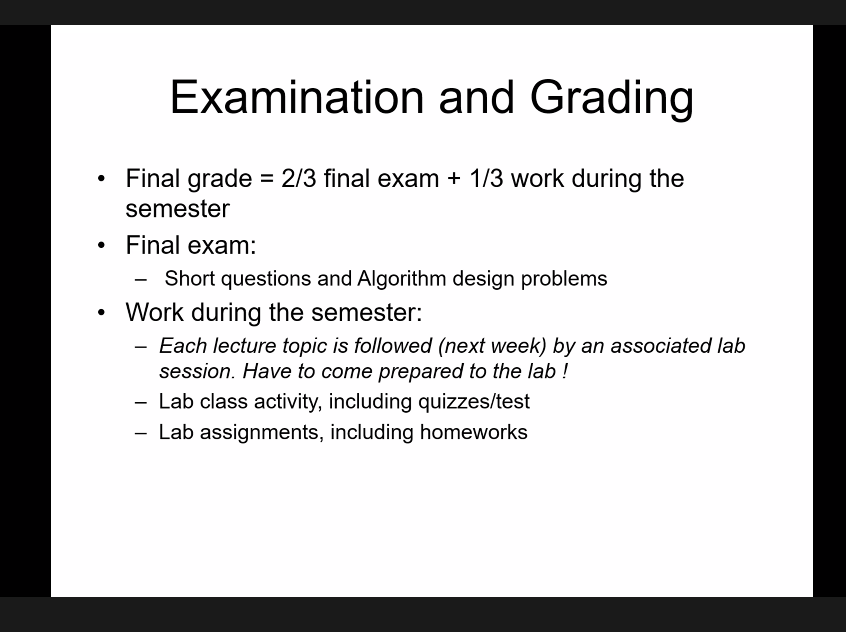 Examination and Grading
• Final grade = 2/3 final exam + 1/3 work during the
semester
• Final exam:
– Short questions and Algorithm design problems
• Work during the semester:
– Each lecture topic is followed (next week) by an associated lab
session. Have to come prepared to the lab !
– Lab class activity, including quizzes/test
– Lab assignments, including homeworks